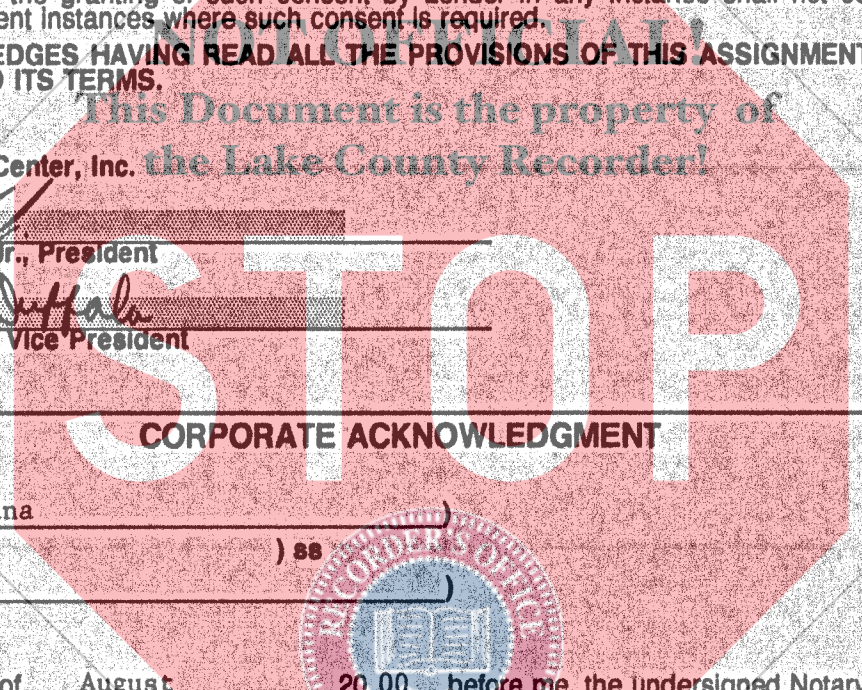 the granting of such consent by Lender in any instance shall not
ent instances where such consent is required.
NOT OFFICIAL!
EDGES HAVING READ ALL THE PROVISIONS OF THIS ASSIGNMENT
ITS TERMS.
This Document is the property of
the Lake County Recorder!
Center, Inc.
Jr., President
Vice President
STOP
CORPORATE ACKNOWLEDGMENT
ana
)
) ss
)
RECORDER'S OFFICE
of August 20 00 before me, the undersigned Notary